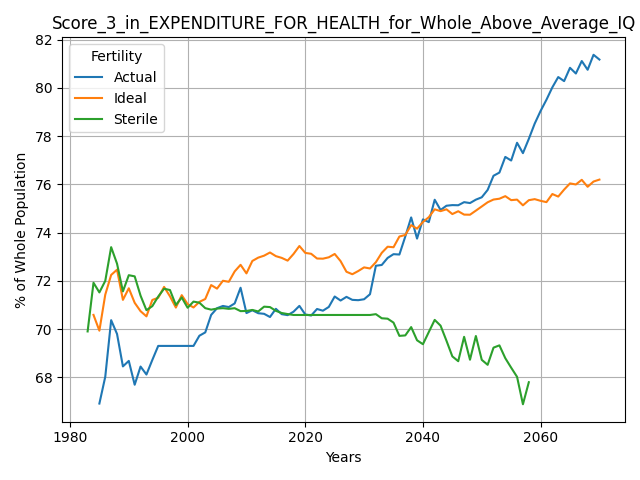 Score_3_in_EXPENDITURE_FOR_HEALTH_for_Whole_Above_Average_IQ
Fertility
Actual
Ideal
Sterile
% of Whole Population
82
80
78
76
74
72
70
68
1980
2000
2020
2040
2060
Years